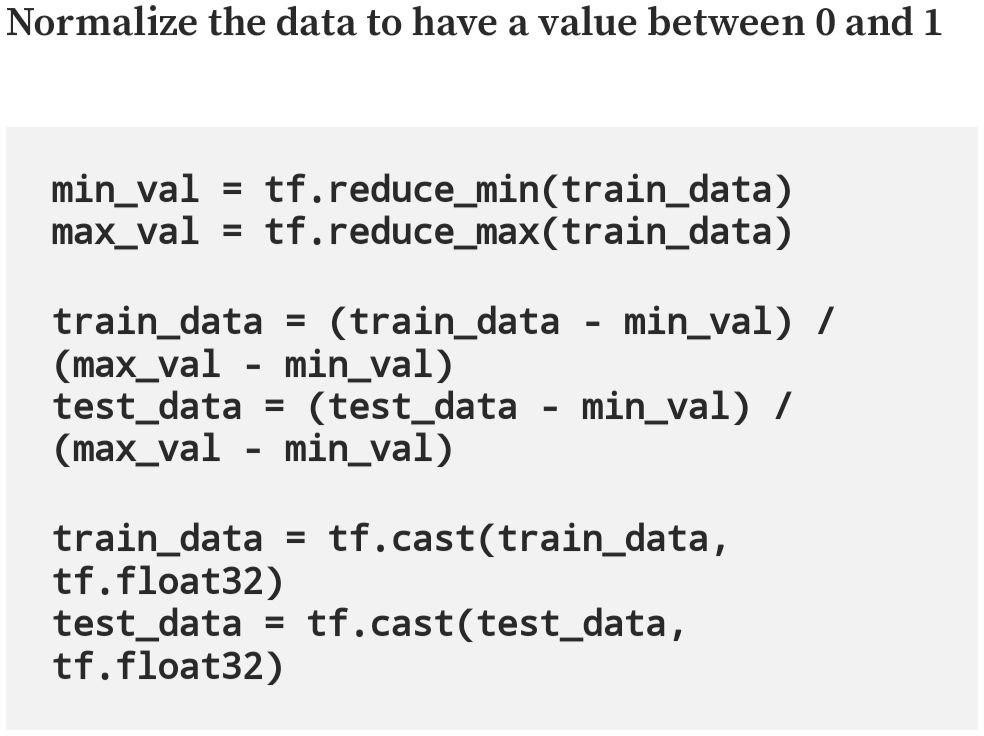 Normalize the data to have a value between 0 and 1
min_val = tf.reduce_min(train_data)
max_val = tf.reduce_max(train_data)
train_data = (train_data - min_val) /
(max_val - min_val)
test_data = (test_data - min_val) /
(max_val - min_val)
train_data = tf.cast(train_data,
tf.float32)
test_data = tf.cast(test_data,
tf.float32)